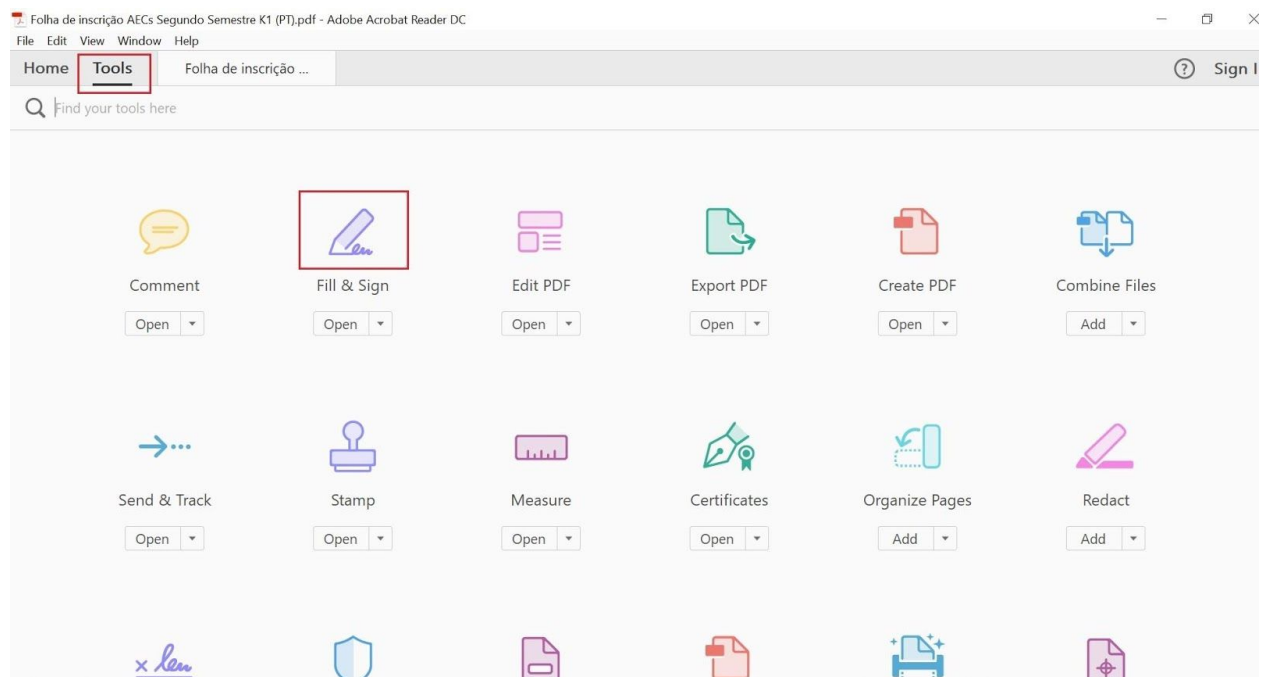 Folha de inscrição AECs Segundo Semestre K1 (PT).pdf - Adobe Acrobat Reader DC
File Edit View Window Help
Home Tools Folha de inscrição ... ? Sign I
Find your tools here
Comment Fill & Sign Edit PDF Export PDF Create PDF Combine Files
Open Open Open Open Open Add
Send & Track Stamp Measure Certificates Organize Pages Redact
Open Open Open Open Add Add